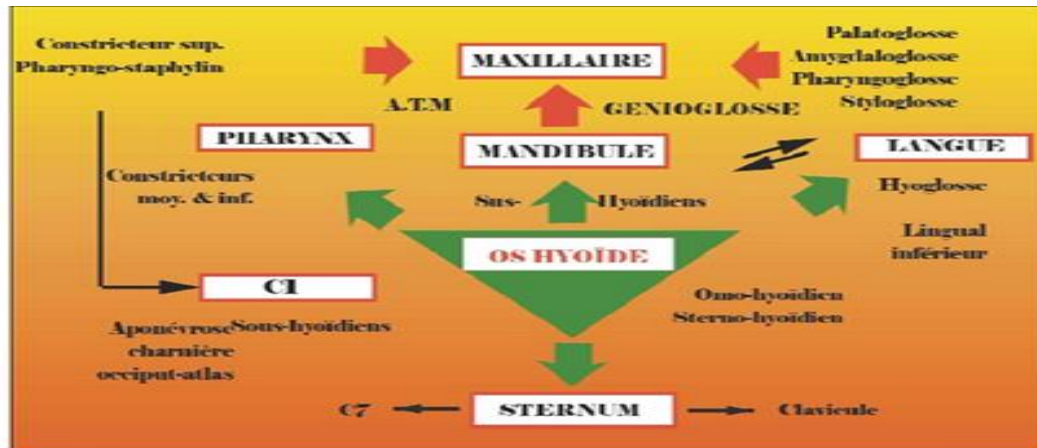 Constricteur sup.
Pharyngo-staphylin
MAXILLAIRE
Palatoglosse
Amygdaloglosse
Pharyngoglosse
Styloglosse
A.T.M
GENIOGLOSSE
PHARYNX
MANDIBULE
LANGUE
Constricteurs
moy. & inf.
Sus-
Hyoïdiens
Hyoglosse
Lingual
inférieur
OS HYOÏDE
C1
Omo-hyoïdien
Sterno-hyoïdien
Aponévrose
charnière
occiput-atlas
Sous-hyoïdiens
C7
STERNUM
Clavicule